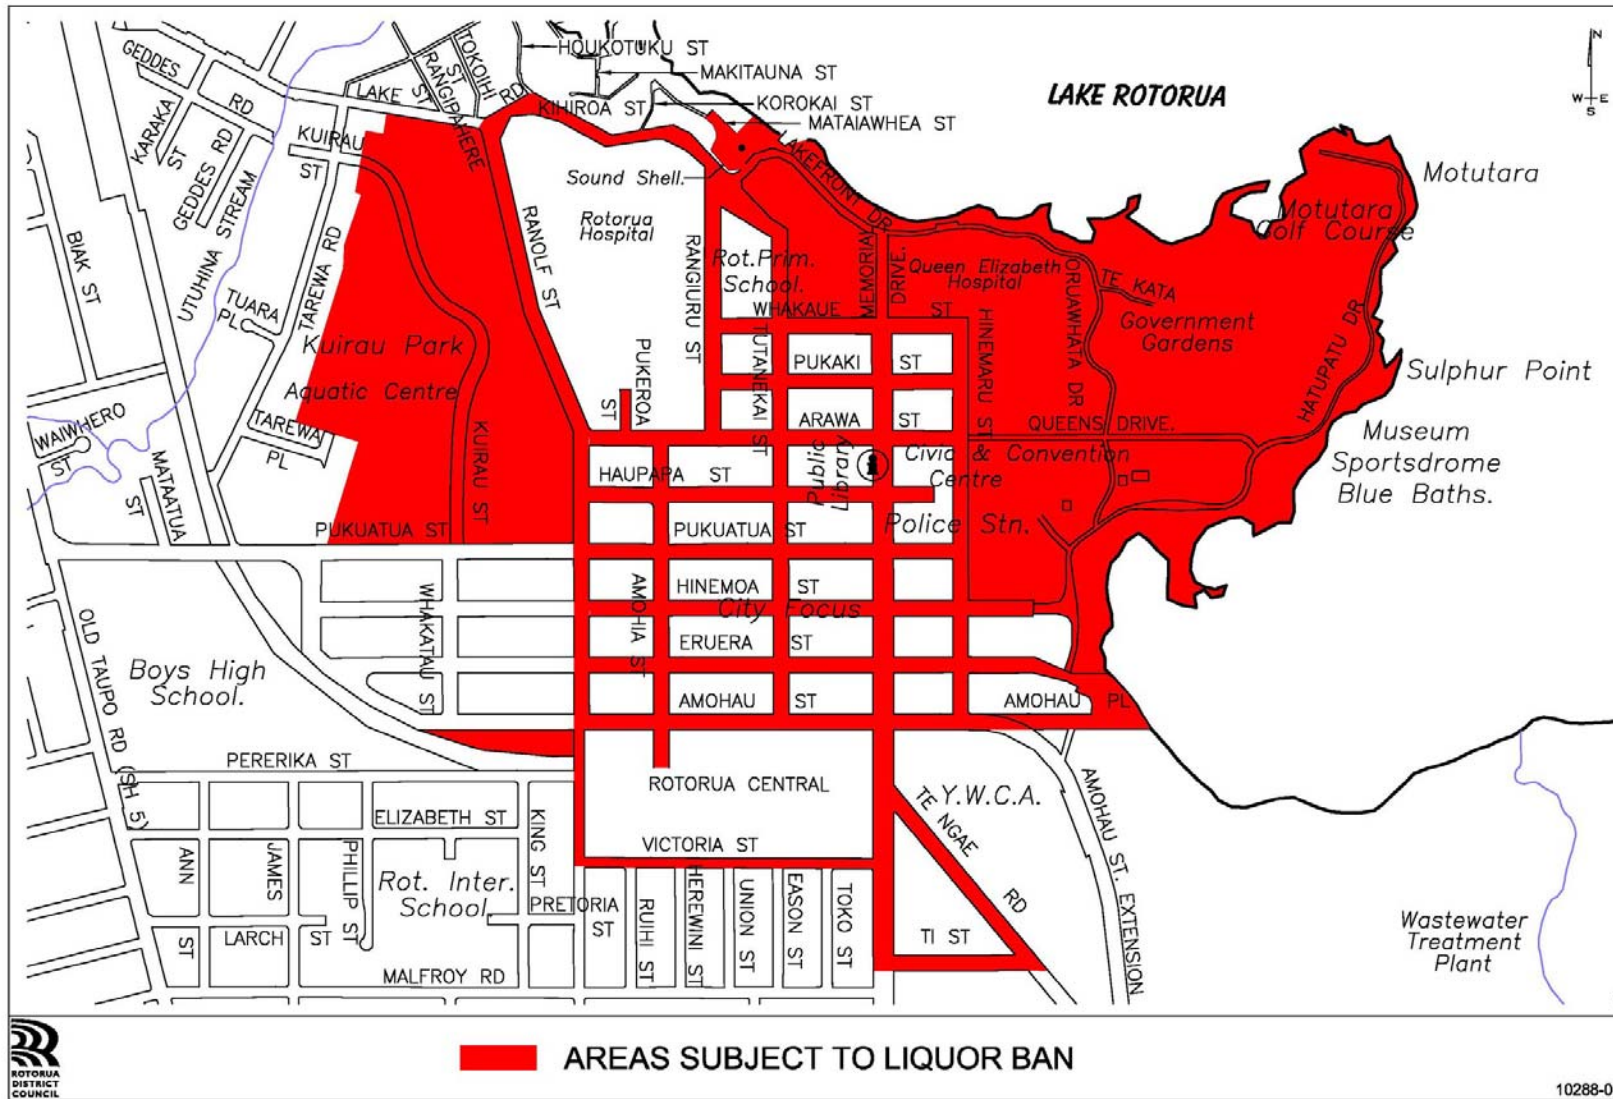 HOUKOTUKU ST
MAKITAUNA ST
KOROKAI ST
MATAIAWHEA ST
LAKE ROTORUA
N
W E
S
GEDDES
RD
KARAKA
ST
GEDDES RD
KUIRAU
ST
LAKE
ST
RANGIPAHERE
ST
TOKOIHI
RD
KIHIROA ST
LAKEFRONT DR
Sound Shell.
Motutara
Motutara
Golf Course
BIAK ST
UTUHINA STREAM
TUARA
PL
TAREWA RD
RANOLF ST
Rotorua
Hospital
RANGIURU ST
Rot.Prim.
School.
MEMORIAL
DRIVE.
Queen Elizabeth
Hospital
ORUAWHATA DR
TE KATA
Government
Gardens
HATUPATU DR
WHAKAUE ST
TUTANEKAI ST
HINEMARU ST
Kuirau Park
Aquatic Centre
PUKEROA
ST
PUKAKI ST
ARAWA ST
Sulphur Point
QUEENS DRIVE.
Museum
Sportsdrome
Blue Baths.
WAIWHERO
ST
TAREWA
PL
MATAATUA
ST
KUIRAU ST
HAUPAPA ST
Public
Library
Civic & Convention
Centre
PUKUATUA ST
PUKUATUA ST
Police Stn.
OLD TAUPO RD (SH 5)
WHAKATAU ST
AMOHIA ST
HINEMOA ST
City Focus
ERUERA ST
Boys High
School.
AMOHAU ST
AMOHAU PL
PERERIKA ST
ROTORUA CENTRAL
TE NGAE
RD
Y.W.C.A.
AMOHAU ST. EXTENSION
ELIZABETH ST
KING ST
VICTORIA ST
ANN
ST
JAMES
PHILLIP ST
Rot. Inter.
School.
PRETORIA
ST
RUIHI ST
HEREWINI ST
UNION ST
EASON ST
TOKO ST
TI ST
LARCH ST
MALFROY RD
Wastewater
Treatment
Plant
ROTORUA
DISTRICT
COUNCIL
AREAS SUBJECT TO LIQUOR BAN
10288-0